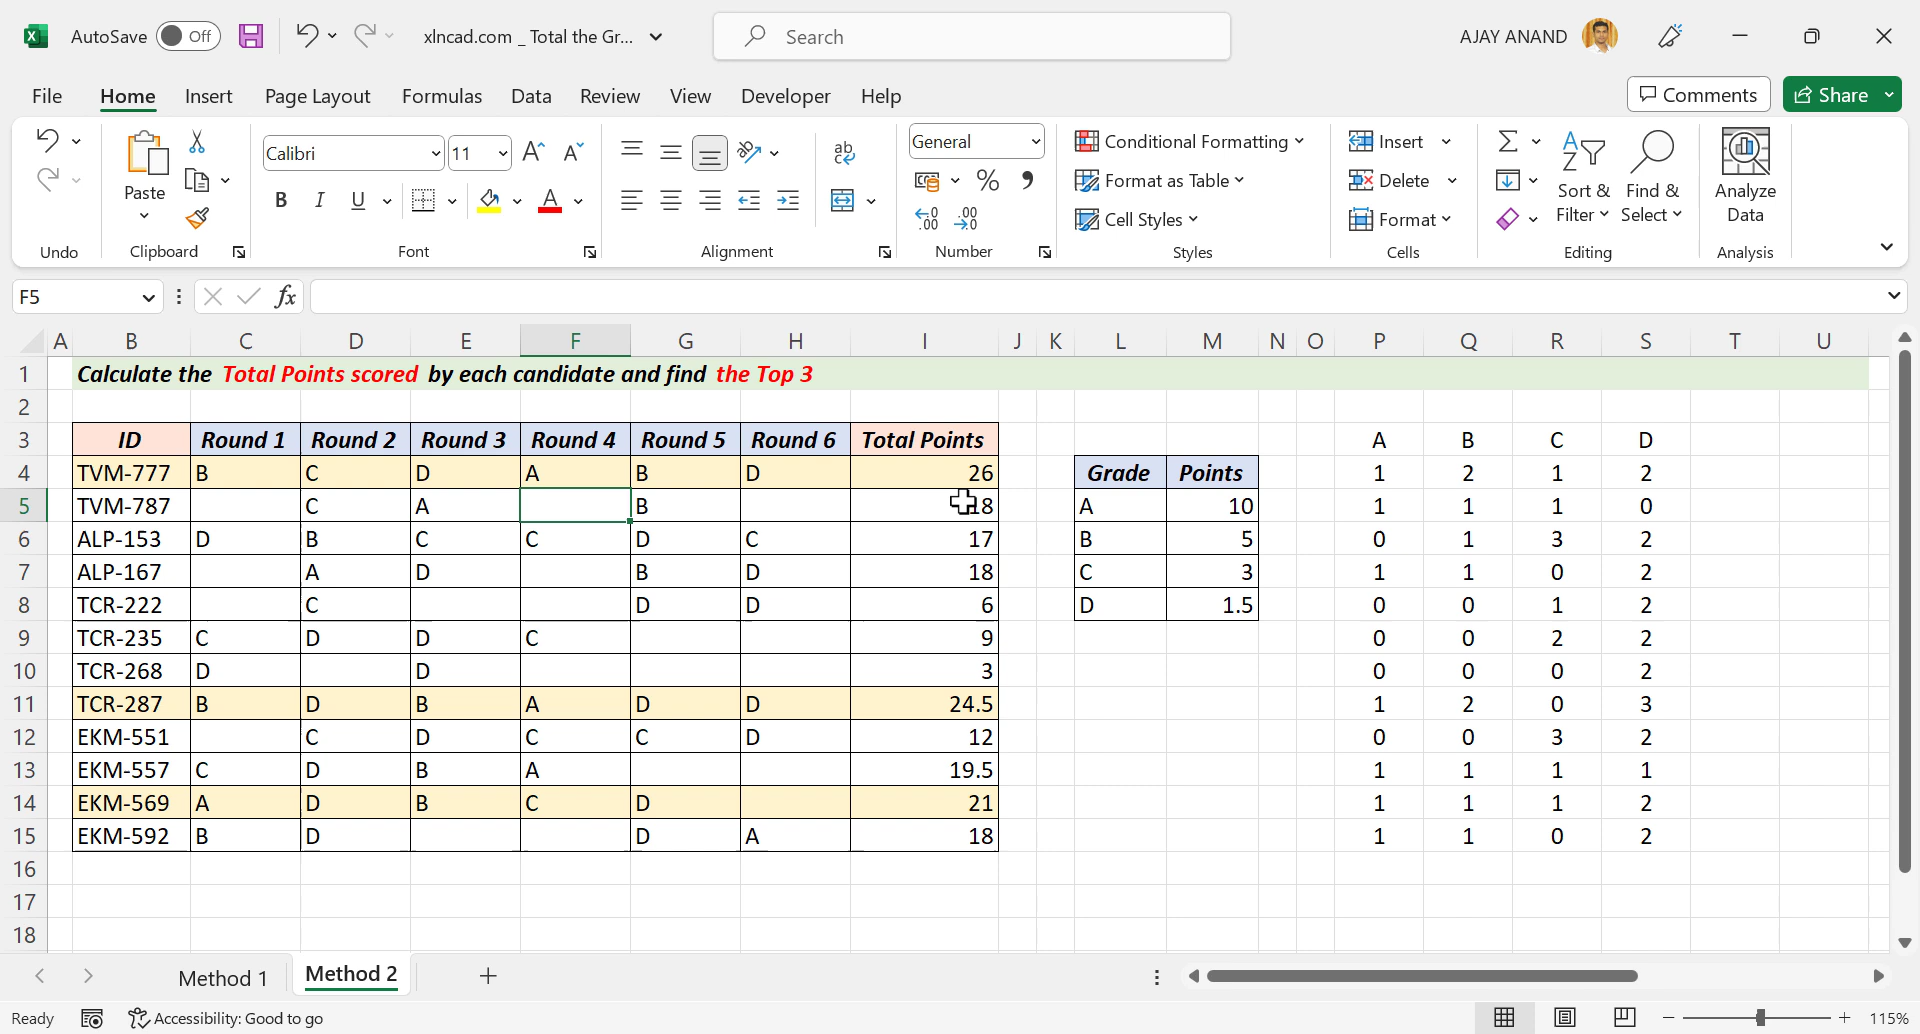 AutoSave Off xlncad.com _ Total the Gr... Search AJAY ANAND
File Home Insert Page Layout Formulas Data Review View Developer Help Comments Share
Calibri 11 General Conditional Formatting Insert
Paste B I U ab % Format as Table Delete Sort & Filter Find & Select Analyze Data
Cell Styles Format
Undo Clipboard Font Alignment Number Styles Cells Editing Analysis
F5 fx
A B C D E F G H I J K L M N O P Q R S T U
1 Calculate the Total Points scored by each candidate and find the Top 3
2
3 ID Round 1 Round 2 Round 3 Round 4 Round 5 Round 6 Total Points A B C D
4 TVM-777 B C D A B D 26 Grade Points 1 2 1 2
5 TVM-787 C A B 18 A 10 1 1 1 0
6 ALP-153 D B C C D C 17 B 5 0 1 3 2
7 ALP-167 A D B D 18 C 3 1 1 0 2
8 TCR-222 C D D 6 D 1.5 0 0 1 2
9 TCR-235 C D D C 9 0 0 2 2
10 TCR-268 D D 3 0 0 0 2
11 TCR-287 B D B A D D 24.5 1 2 0 3
12 EKM-551 C D C C D 12 0 0 3 2
13 EKM-557 C D B A 19.5 1 1 1 1
14 EKM-569 A D B C D 21 1 1 1 2
15 EKM-592 B D D A 18 1 1 0 2
16
17
18
Method 1 Method 2
Ready Accessibility: Good to go 115%